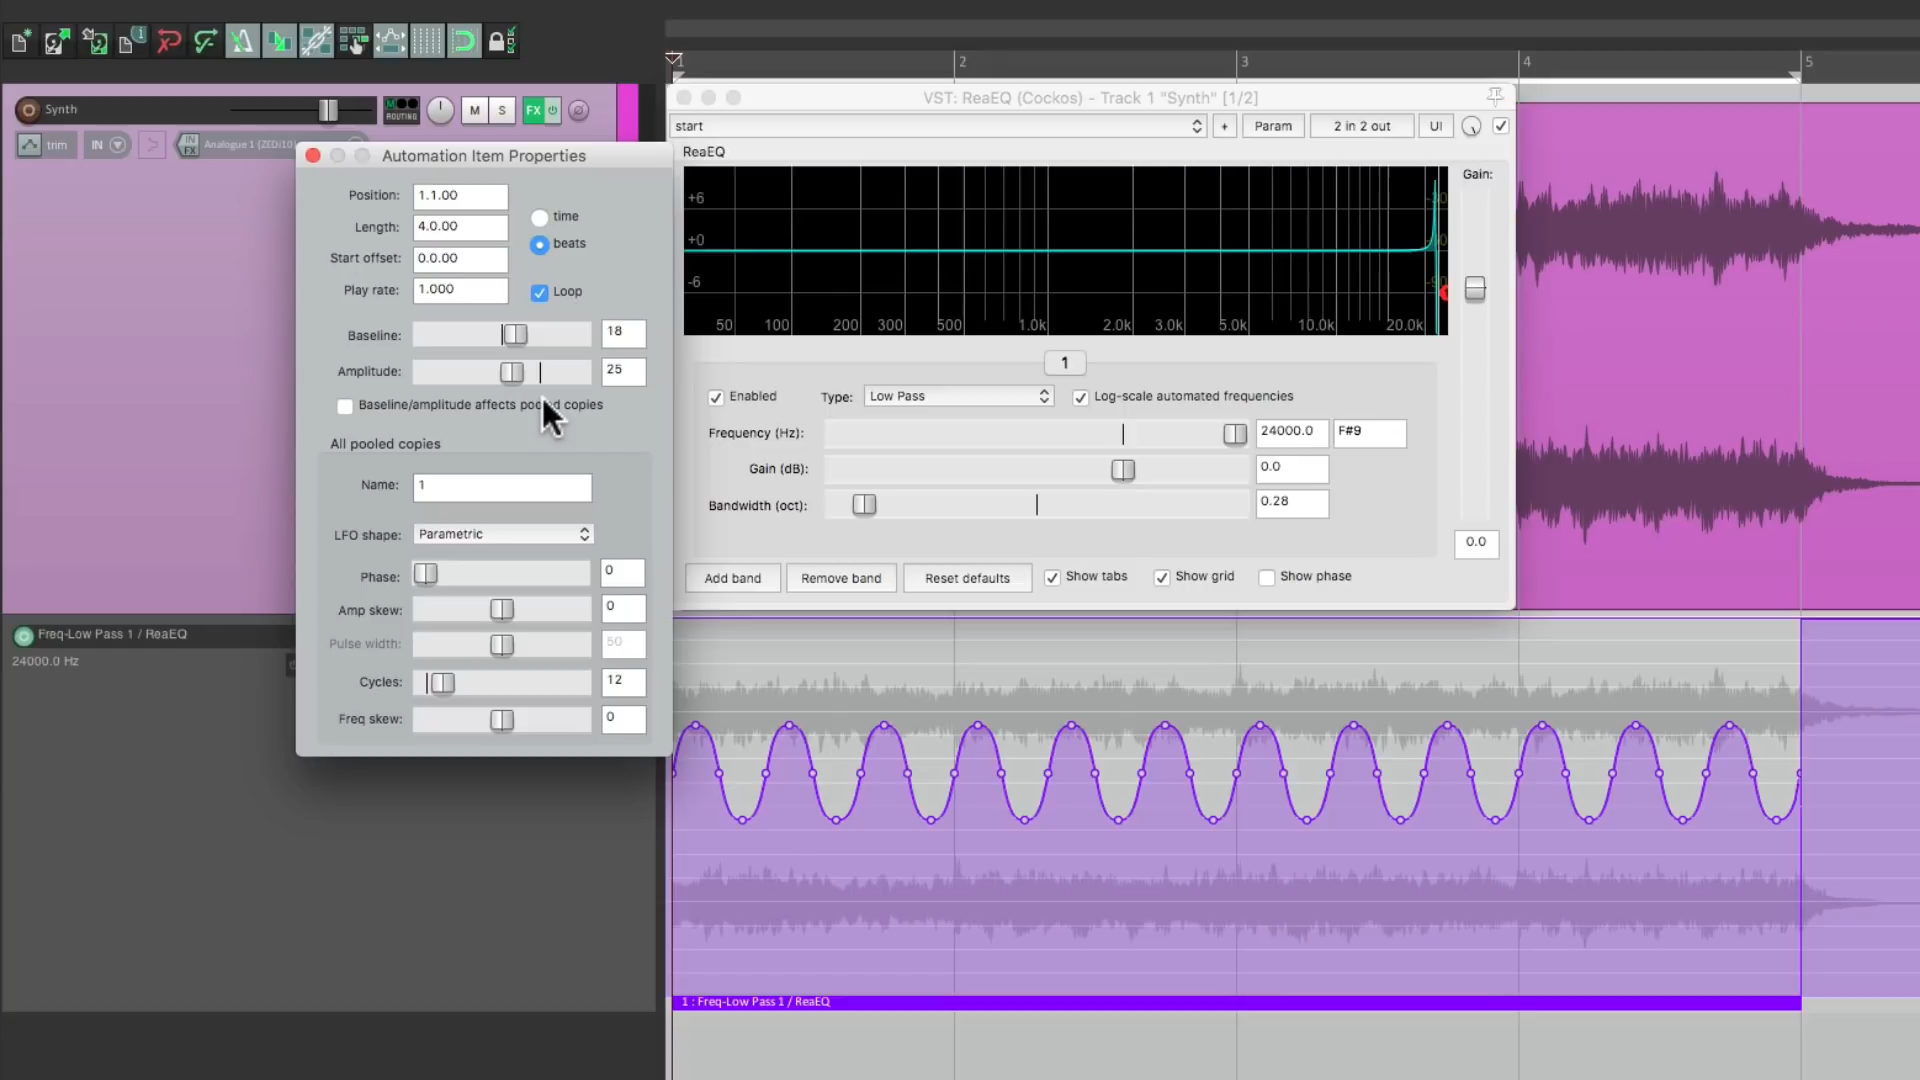 1
2
3
4
5
Synth
ROUTING
M
S
FX
trim
IN
IN FX
Analogue 1 (ZEDi10)
VST: ReaEQ (Cockos) - Track 1 "Synth" [1/2]
start
+
Param
2 in 2 out
UI
ReaEQ
Gain:
+6
+0
-6
50
100
200
300
500
1.0k
2.0k
3.0k
5.0k
10.0k
20.0k
1
Enabled
Type:
Low Pass
Log-scale automated frequencies
Frequency (Hz):
24000.0
F#9
Gain (dB):
0.0
Bandwidth (oct):
0.28
0.0
Add band
Remove band
Reset defaults
Show tabs
Show grid
Show phase
Automation Item Properties
Position:
1.1.00
time
Length:
4.0.00
beats
Start offset:
0.0.00
Play rate:
1.000
Loop
Baseline:
18
Amplitude:
25
Baseline/amplitude affects pooled copies
All pooled copies
Name:
1
LFO shape:
Parametric
Phase:
0
Amp skew:
0
Pulse width:
50
Cycles:
12
Freq skew:
0
Freq-Low Pass 1 / ReaEQ
24000.0 Hz
1 : Freq-Low Pass 1 / ReaEQ